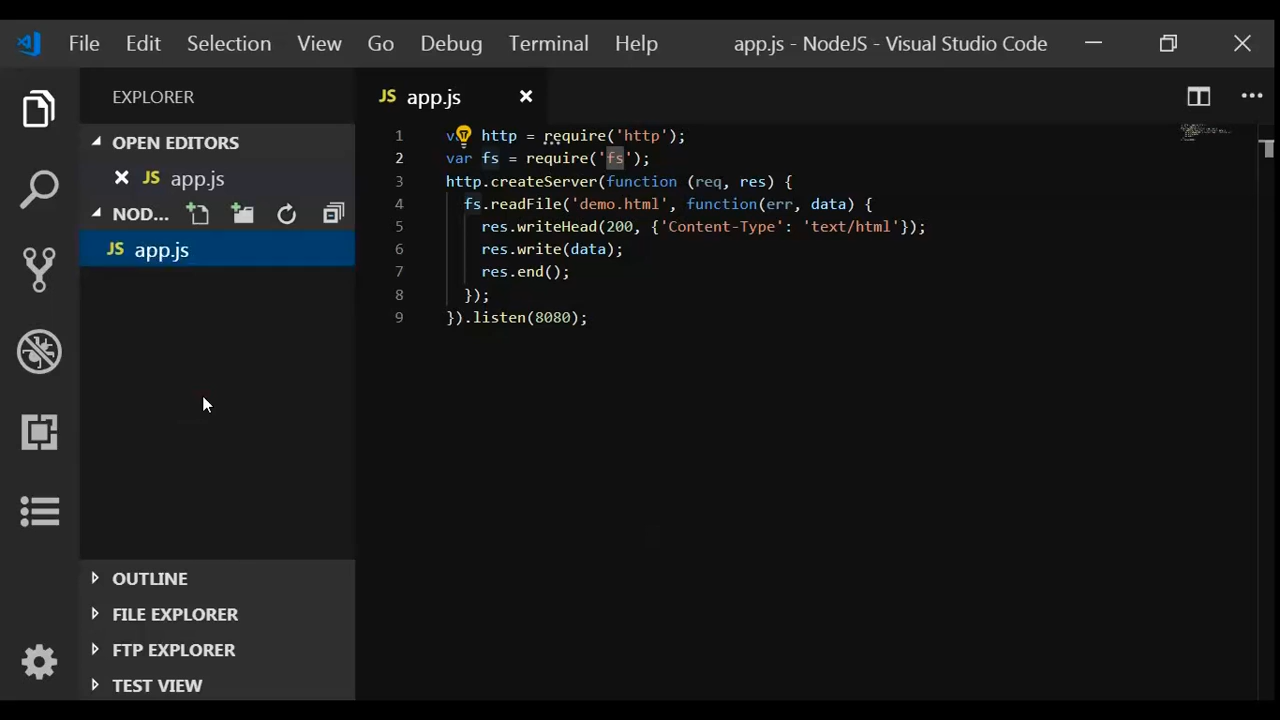 File Edit Selection View Go Debug Terminal Help app.js - NodeJS - Visual Studio Code
EXPLORER
OPEN EDITORS
JS app.js
NOD...
JS app.js
OUTLINE
FILE EXPLORER
FTP EXPLORER
TEST VIEW
JS app.js
1 var http = require('http');
2 var fs = require('fs');
3 http.createServer(function (req, res) {
4 fs.readFile('demo.html', function(err, data) {
5 res.writeHead(200, {'Content-Type': 'text/html'});
6 res.write(data);
7 res.end();
8 });
9 }).listen(8080);